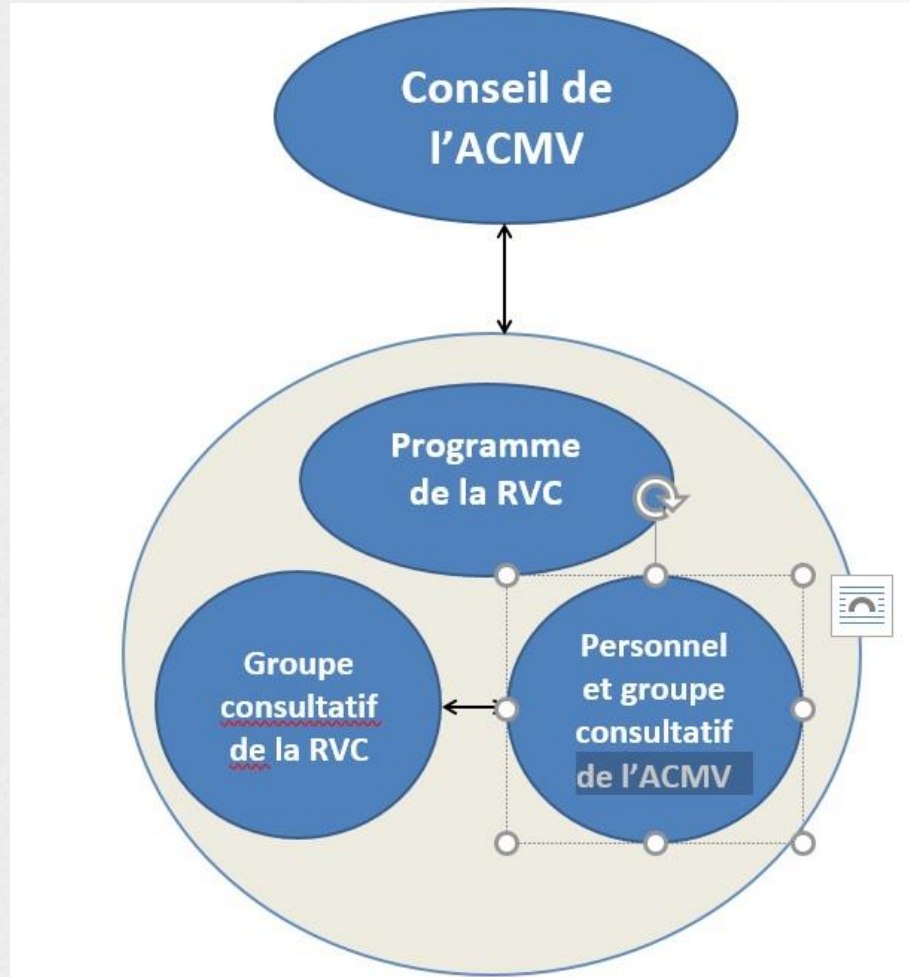 Conseil de
l’ACMV
Programme
de la RVC
Groupe
consultatif
de la RVC
Personnel
et groupe
consultatif
de l’ACMV